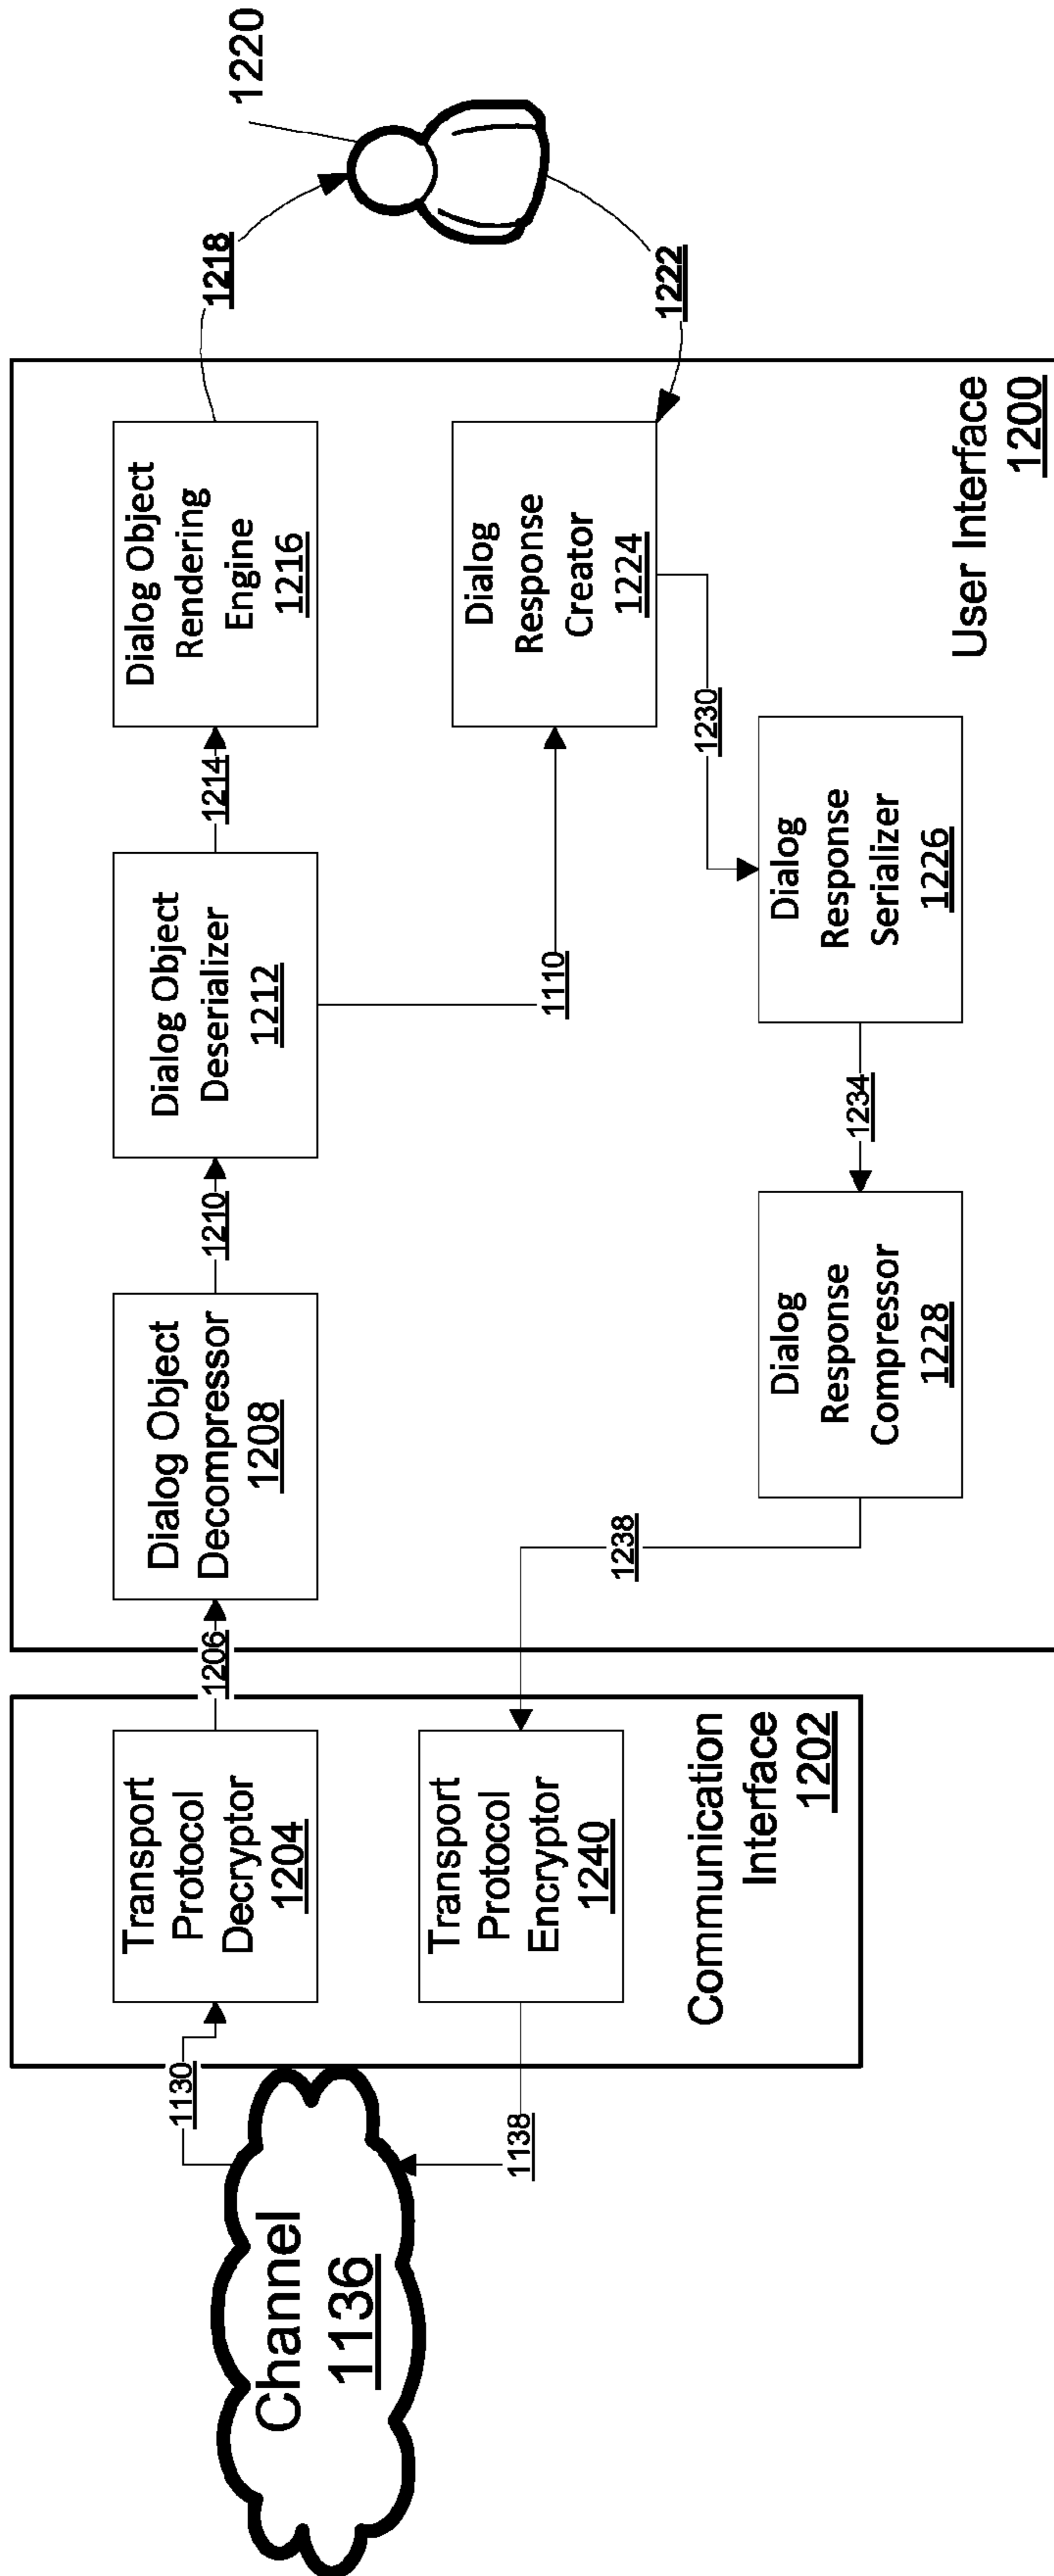 Channel
1136
1130
1138
Transport
Protocol
Decryptor
1204
Transport
Protocol
Encryptor
1240
Communication
Interface
1202
1206
1238
Dialog Object
Decompressor
1208
1210
Dialog Object
Deserializer
1212
1214
Dialog Object
Rendering
Engine
1216
1110
Dialog
Response
Creator
1224
1230
Dialog
Response
Serializer
1226
1234
Dialog
Response
Compressor
1228
User Interface
1200
1218
1220
1222